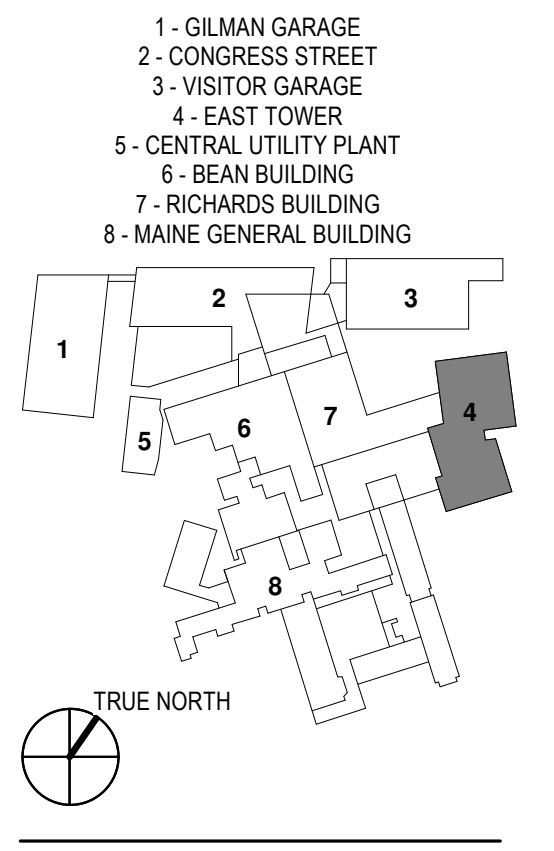 1 - GILMAN GARAGE
2 - CONGRESS STREET
3 - VISITOR GARAGE
4 - EAST TOWER
5 - CENTRAL UTILITY PLANT
6 - BEAN BUILDING
7 - RICHARDS BUILDING
8 - MAINE GENERAL BUILDING
2
3
1
4
7
6
5
8
TRUE NORTH